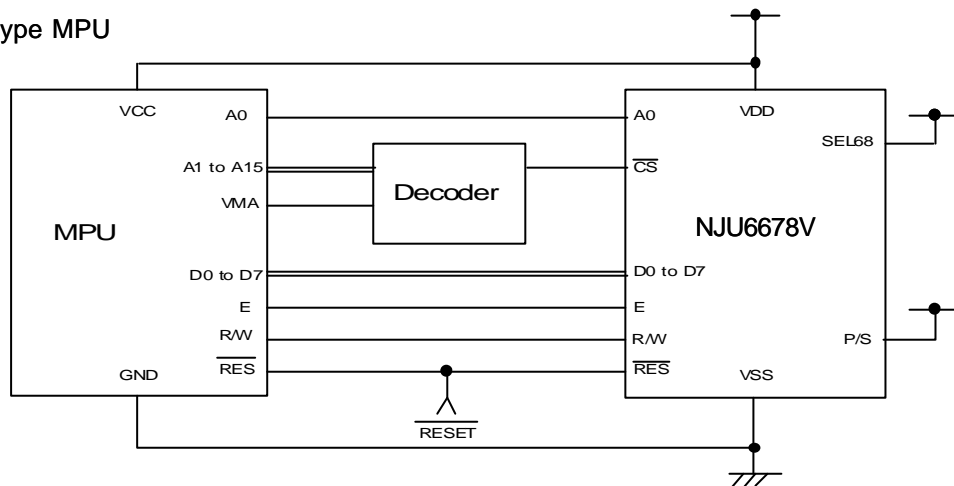 ype MPU
VCC
A0
A1 to A15
VMA
MPU
D0 to D7
E
R/W
RES
GND
Decoder
RESET
A0
VDD
SEL68
CS
NJU6678V
D0 to D7
E
R/W
P/S
RES
VSS